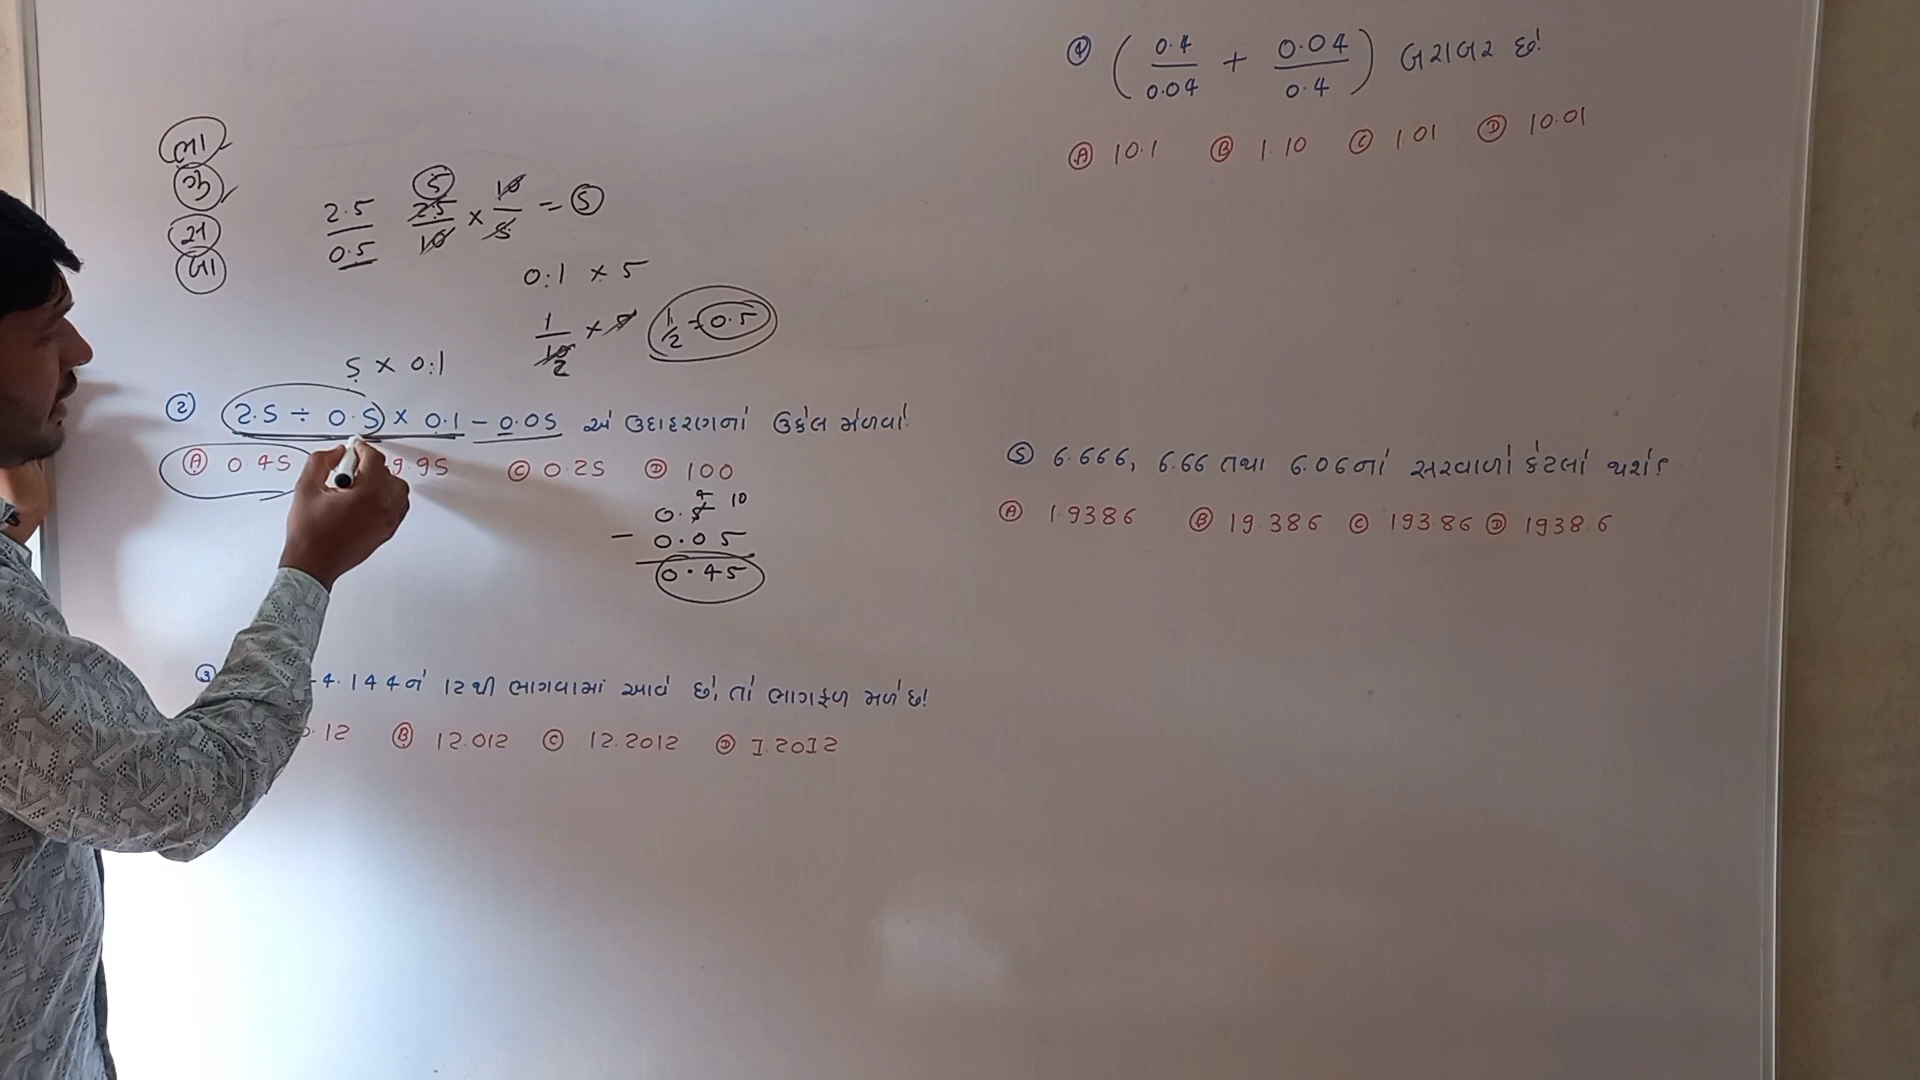 ભા
ગુ
સા
બા
2.5 / 0.5
5
25/10 × 10/5 = 5
0.1 × 5
1/10 × 5 1/2 = 0.5
2
5 × 0.1
② 2.5 ÷ 0.5 × 0.1 - 0.05 એ ઉદાહરણનો ઉકેલ મેળવો.
Ⓐ 0.45 9.95 Ⓒ 0.25 Ⓓ 100
4 10
0.5
- 0.05
0.45
③ 4.144ને 12થી ભાગવામાં આવે છે, તો ભાગફળ મળે છે!
.12 Ⓑ 12.012 Ⓒ 12.2012 Ⓓ 1.2012
④ (0.4/0.04 + 0.04/0.4) બરાબર છે!
Ⓐ 10.1 Ⓑ 1.10 Ⓒ 1.01 Ⓓ 10.01
⑤ 6.666, 6.66 તથા 6.06નો સરવાળો કેટલો થશે?
Ⓐ 1.9386 Ⓑ 19.386 Ⓒ 193.86 Ⓓ 1938.6